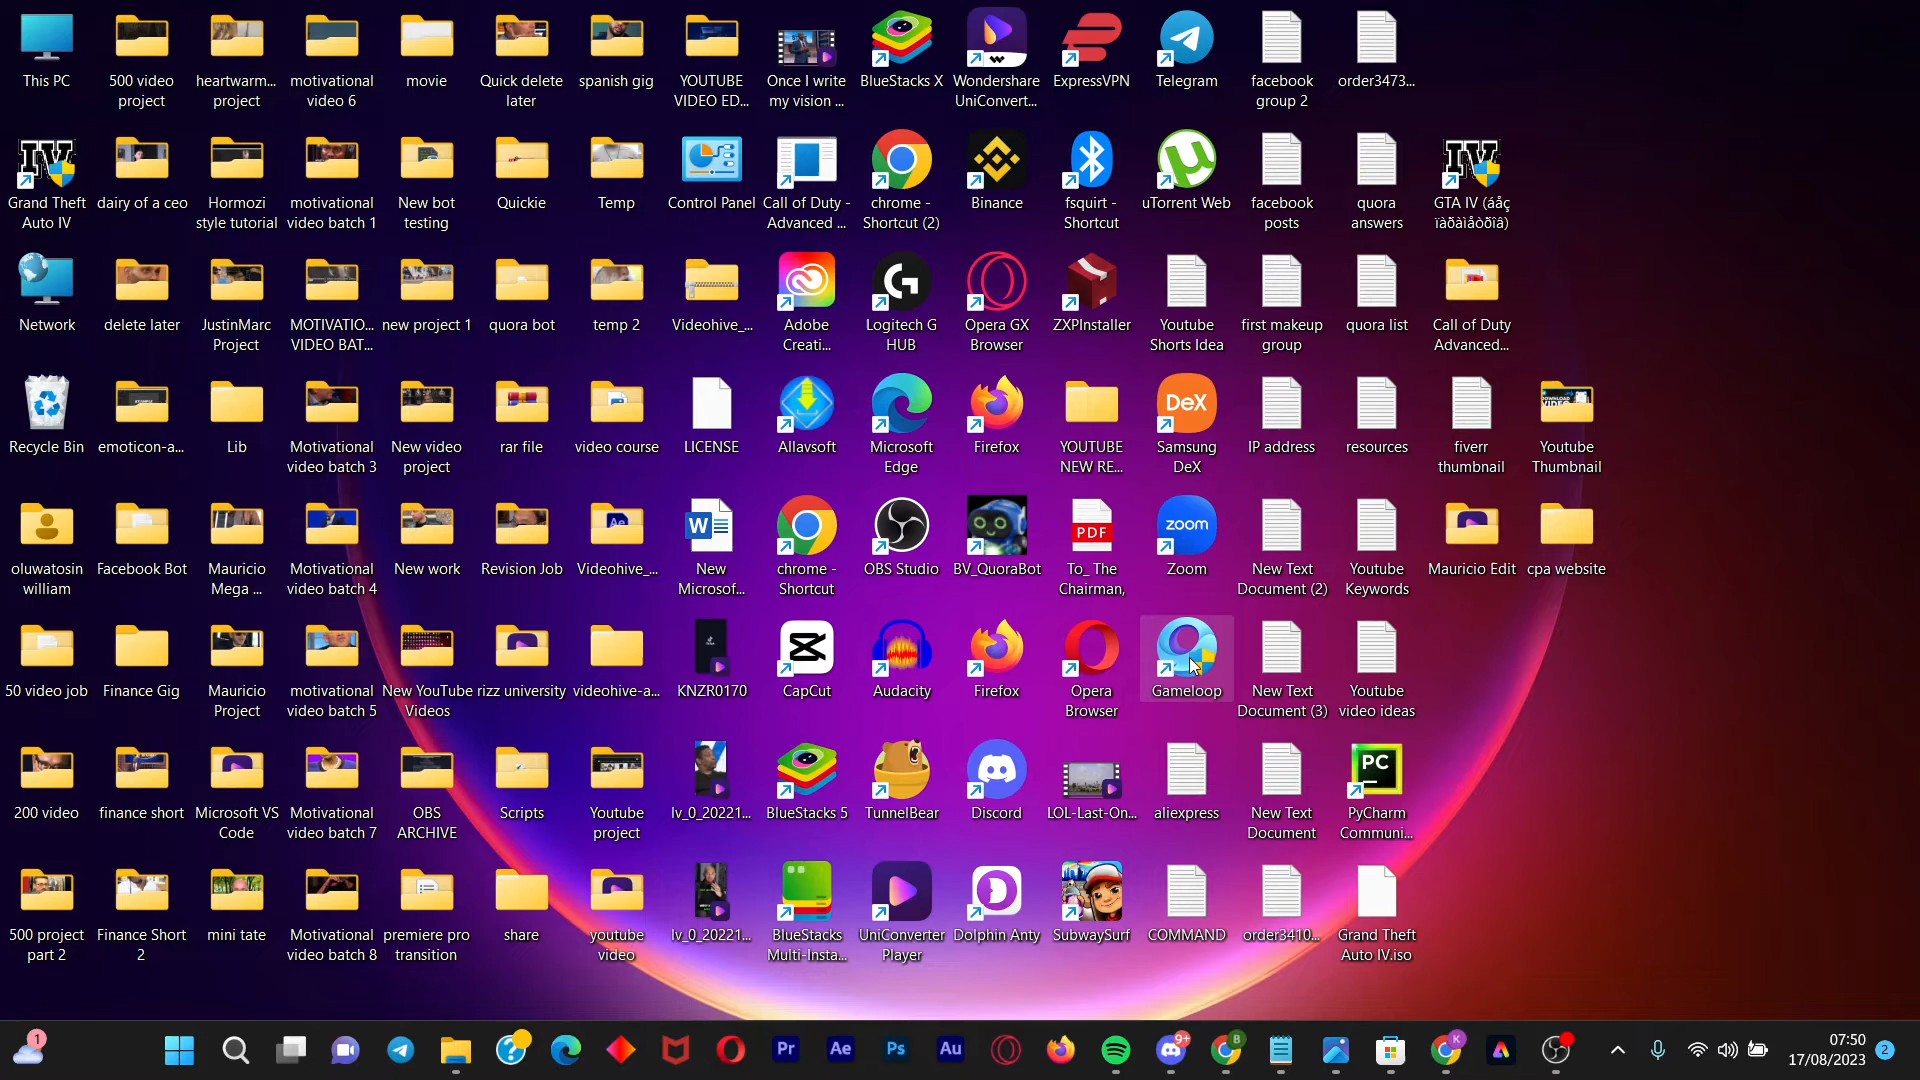 This PC
500 video
project
heartwarm...
project
motivational
video 6
movie
Quick delete
later
spanish gig
YOUTUBE
VIDEO ED...
Once I write
my vision ...
BlueStacks X
Wondershare
UniConvert...
ExpressVPN
Telegram
facebook
group 2
order3473...
Grand Theft
Auto IV
dairy of a ceo
Hormozi
style tutorial
motivational
video batch 1
New bot
testing
Quickie
Temp
Control Panel
Call of Duty -
Advanced ...
chrome -
Shortcut (2)
Binance
fsquirt -
Shortcut
uTorrent Web
facebook
posts
quora
answers
GTA IV (áåç
ïàðàìåòðîâ)
Network
delete later
JustinMarc
Project
MOTIVATIO...
VIDEO BAT...
new project 1
quora bot
temp 2
Videohive_...
Adobe
Creati...
Logitech G
HUB
Opera GX
Browser
ZXPInstaller
Youtube
Shorts Idea
first makeup
group
quora list
Call of Duty
Advanced...
Recycle Bin
emoticon-a...
Lib
Motivational
video batch 3
New video
project
rar file
video course
LICENSE
Allavsoft
Microsoft
Edge
Firefox
YOUTUBE
NEW RE...
DeX
Samsung
DeX
IP address
resources
fiverr
thumbnail
Youtube
Thumbnail
oluwatosin
william
Facebook Bot
Mauricio
Mega ...
Motivational
video batch 4
New work
Revision Job
Videohive_...
New
Microsof...
chrome -
Shortcut
OBS Studio
BV_QuoraBot
PDF
To_ The
Chairman,
zoom
Zoom
New Text
Document (2)
Youtube
Keywords
Mauricio Edit
cpa website
50 video job
Finance Gig
Mauricio
Project
motivational
video batch 5
New YouTube
Videos
rizz university
videohive-a...
KNZR0170
CapCut
Audacity
Firefox
Opera
Browser
Gameloop
New Text
Document (3)
Youtube
video ideas
200 video
finance short
Microsoft VS
Code
Motivational
video batch 7
OBS
ARCHIVE
Scripts
Youtube
project
lv_0_20221...
BlueStacks 5
TunnelBear
Discord
LOL-Last-On...
aliexpress
New Text
Document
PC
PyCharm
Communi...
500 project
part 2
Finance Short
2
mini tate
Motivational
video batch 8
premiere pro
transition
share
youtube
video
lv_0_20221...
BlueStacks
Multi-Insta...
UniConverter
Player
Dolphin Anty
SubwaySurf
COMMAND
order3410...
Grand Theft
Auto IV.iso
1
Pr
Ae
Ps
Au
9+
B
K
07:50
17/08/2023
2